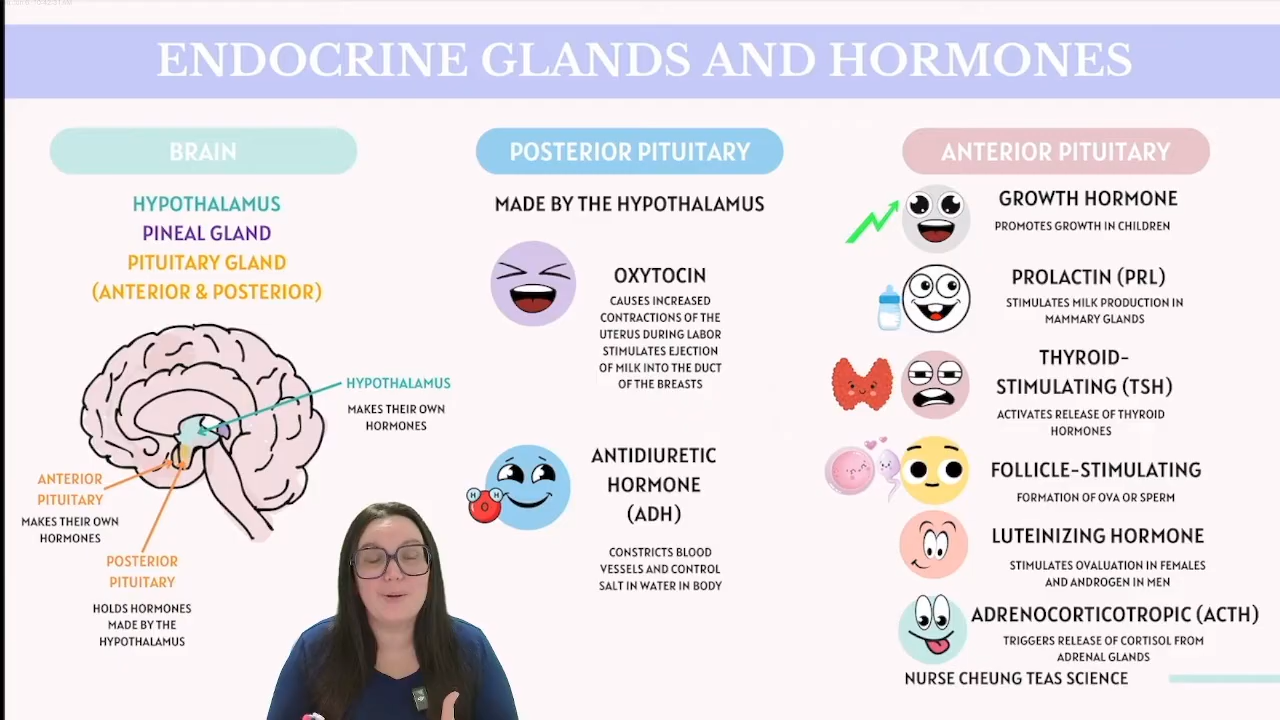 ENDOCRINE GLANDS AND HORMONES
BRAIN
HYPOTHALAMUS
PINEAL GLAND
PITUITARY GLAND
(ANTERIOR & POSTERIOR)
HYPOTHALAMUS
MAKES THEIR OWN
HORMONES
ANTERIOR
PITUITARY
MAKES THEIR OWN
HORMONES
POSTERIOR
PITUITARY
HOLDS HORMONES
MADE BY THE
HYPOTHALAMUS
POSTERIOR PITUITARY
MADE BY THE HYPOTHALAMUS
OXYTOCIN
CAUSES INCREASED
CONTRACTIONS OF THE
UTERUS DURING LABOR
STIMULATES EJECTION
OF MILK INTO THE DUCT
OF THE BREASTS
H H
O
ANTIDIURETIC
HORMONE
(ADH)
CONSTRICTS BLOOD
VESSELS AND CONTROL
SALT IN WATER IN BODY
ANTERIOR PITUITARY
GROWTH HORMONE
PROMOTES GROWTH IN CHILDREN
PROLACTIN (PRL)
STIMULATES MILK PRODUCTION IN
MAMMARY GLANDS
THYROID-
STIMULATING (TSH)
ACTIVATES RELEASE OF THYROID
HORMONES
FOLLICLE-STIMULATING
FORMATION OF OVA OR SPERM
LUTEINIZING HORMONE
STIMULATES OVALUATION IN FEMALES
AND ANDROGEN IN MEN
ADRENOCORTICOTROPIC (ACTH)
TRIGGERS RELEASE OF CORTISOL FROM
ADRENAL GLANDS
NURSE CHEUNG TEAS SCIENCE